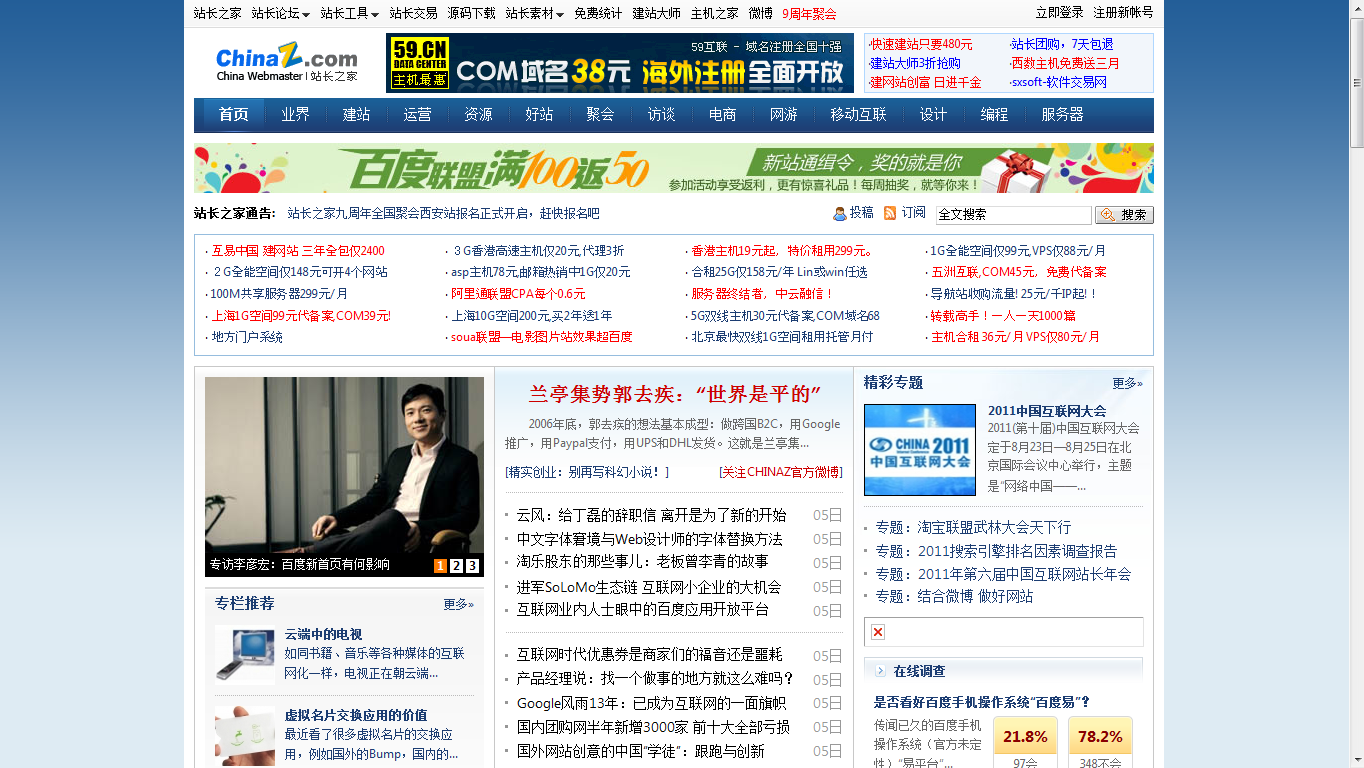 站长之家 站长论坛 站长工具 站长交易 源码下载 站长素材 免费统计 建站大师 主机之家 微博 9周年聚会 立即登录 注册新帐号
ChinaZ.com
China Webmaster | 站长之家
59.CN
DATA CENTER
主机最惠
59互联 - 域名注册全国十强
COM域名38元 海外注册 全面开放
·快速建站只要480元 ·站长团购，7天包退
·建站大师3折抢购 ·西数主机免费送三月
·建网站创富 日进千金 ·sxsoft-软件交易网
首页 业界 建站 运营 资源 好站 聚会 访谈 电商 网游 移动互联 设计 编程 服务器
百度联盟满100返50
新站通缉令，奖的就是你
参加活动享受返利，更有惊喜礼品！每周抽奖，就等你来！
站长之家通告： 站长之家九周年全国聚会西安站报名正式开启，赶快报名吧 投稿 订阅 全文搜索 搜索
· 互易中国 建网站 三年全包仅2400 · 3G香港高速主机仅20元,代理3折 · 香港主机19元起，特价租用299元。 · 1G全能空间仅99元,VPS仅88元/月
· 2G全能空间仅148元可开4个网站 · asp主机78元,邮箱热销中1G仅20元 · 合租25G仅158元/年 Lin或win任选 · 五洲互联,COM45元，免费代备案
· 100M共享服务器299元/月 · 阿里通联盟CPA每个0.6元 · 服务器终结者，中云融信！ · 导航站收购流量! 25元/千IP起!！
· 上海1G空间99元代备案,COM39元! · 上海10G空间200元,买2年送1年 · 5G双线主机30元代备案,COM域名68 · 转载高手！一人一天1000篇
· 地方门户系统 · soua联盟—电影图片站效果超百度 · 北京最快双线1G空间租用托管月付 · 主机合租 36元/月 VPS仅80元/月
专访李彦宏：百度新首页有何影响 1 2 3
专栏推荐 更多»
云端中的电视
如同书籍、音乐等各种媒体的互联
网化一样，电视正在朝云端...
虚拟名片交换应用的价值
最近看了很多虚拟名片的交换应
用，例如国外的Bump，国内的...
兰亭集势郭去疾：“世界是平的”
2006年底，郭去疾的想法基本成型：做跨国B2C，用Google
推广，用Paypal支付，用UPS和DHL发货。这就是兰亭集...
[精实创业：别再写科幻小说！] [关注CHINAZ官方微博]
云风：给丁磊的辞职信 离开是为了新的开始 05日
中文字体窘境与Web设计师的字体替换方法 05日
淘乐股东的那些事儿：老板曾李青的故事 05日
进军SoLoMo生态链 互联网小企业的大机会 05日
互联网业内人士眼中的百度应用开放平台 05日
互联网时代优惠券是商家们的福音还是噩耗 05日
产品经理说：找一个做事的地方就这么难吗？ 05日
Google风雨13年：已成为互联网的一面旗帜 05日
国内团购网半年新增3000家 前十大全部亏损 05日
国外网站创意的中国“学徒”：跟跑与创新 05日
精彩专题 更多»
CHINA 2011
中国互联网大会
2011中国互联网大会
2011(第十届)中国互联网大会
定于8月23日—8月25日在北
京国际会议中心举行，主题
是“网络中国——...
专题：淘宝联盟武林大会天下行
专题：2011搜索引擎排名因素调查报告
专题：2011年第六届中国互联网站长年会
专题：结合微博 做好网站
在线调查
是否看好百度手机操作系统“百度易”？
传闻已久的百度手机
操作系统（官方未定
性）“易平台”...
21.8% 78.2%
97会 348不会